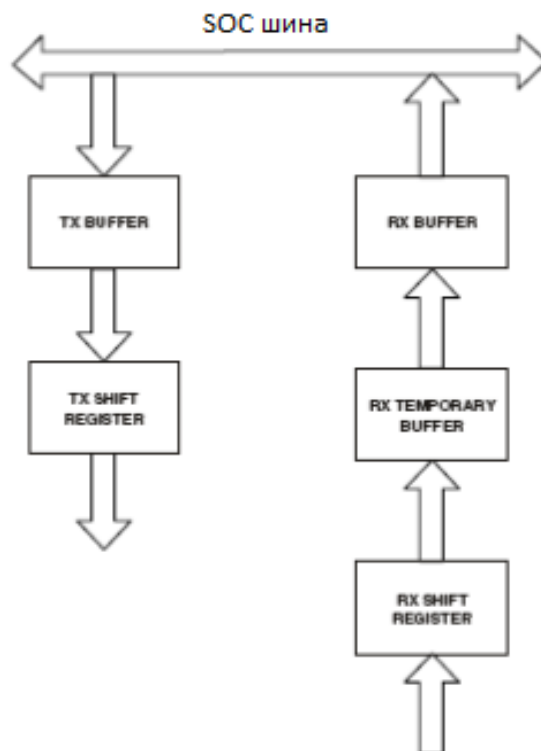 SOC шина
TX BUFFER
RX BUFFER
TX SHIFT
REGISTER
RX TEMPORARY
BUFFER
RX SHIFT
REGISTER